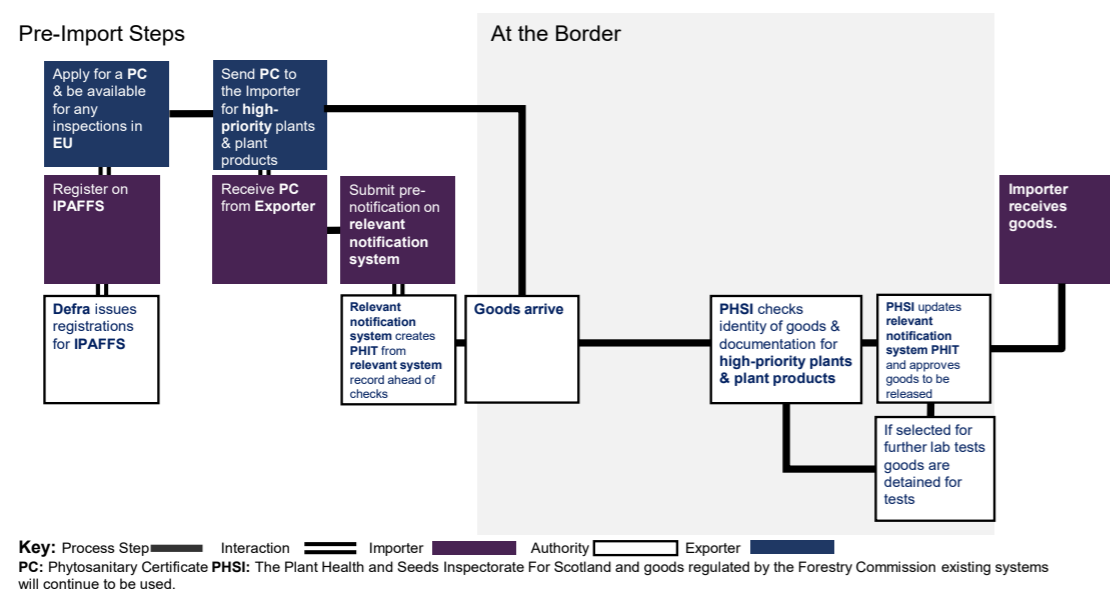 Pre-Import Steps
At the Border
Apply for a PC
& be available
for any
inspections in
EU
Send PC to
the Importer
for high-
priority plants
& plant
products
Register on
IPAFFS
Receive PC
from Exporter
Submit pre-
notification on
relevant
notification
system
Importer
receives
goods.
Defra issues
registrations
for IPAFFS
Relevant
notification
system creates
PHIT from
relevant system
record ahead of
checks
Goods arrive
PHSI checks
identity of goods &
documentation for
high-priority plants
& plant products
PHSI updates
relevant
notification
system PHIT
and approves
goods to be
released
If selected for
further lab tests
goods are
detained for
tests
Key: Process Step Interaction Importer Authority Exporter
PC: Phytosanitary Certificate PHSI: The Plant Health and Seeds Inspectorate For Scotland and goods regulated by the Forestry Commission existing systems
will continue to be used.